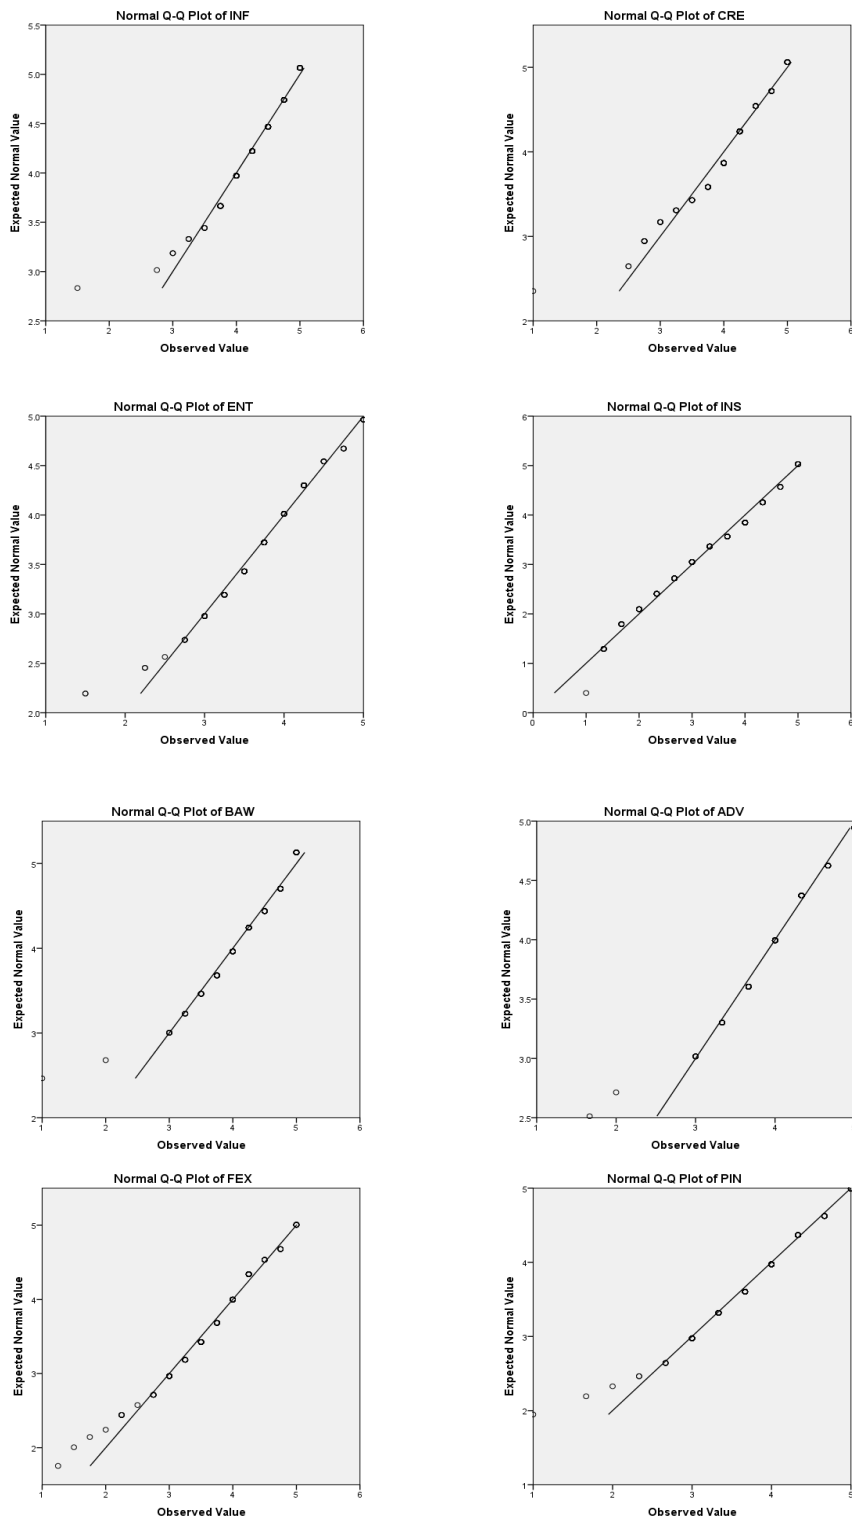 Normal Q-Q Plot of INF
Expected Normal Value
5.5
5.0
4.5
4.0
3.5
3.0
2.5
1 2 3 4 5 6
Observed Value
Normal Q-Q Plot of CRE
Expected Normal Value
5
4
3
2
1 2 3 4 5 6
Observed Value
Normal Q-Q Plot of ENT
Expected Normal Value
5.0
4.5
4.0
3.5
3.0
2.5
2.0
1 2 3 4 5
Observed Value
Normal Q-Q Plot of INS
Expected Normal Value
6
5
4
3
2
1
0
0 1 2 3 4 5 6
Observed Value
Normal Q-Q Plot of BAW
Expected Normal Value
5
4
3
2
1 2 3 4 5 6
Observed Value
Normal Q-Q Plot of ADV
Expected Normal Value
5.0
4.5
4.0
3.5
3.0
2.5
1 2 3 4
Observed Value
Normal Q-Q Plot of FEX
Expected Normal Value
5
4
3
2
1 2 3 4 5 6
Observed Value
Normal Q-Q Plot of PIN
Expected Normal Value
5
4
3
2
1
1 2 3 4 5
Observed Value